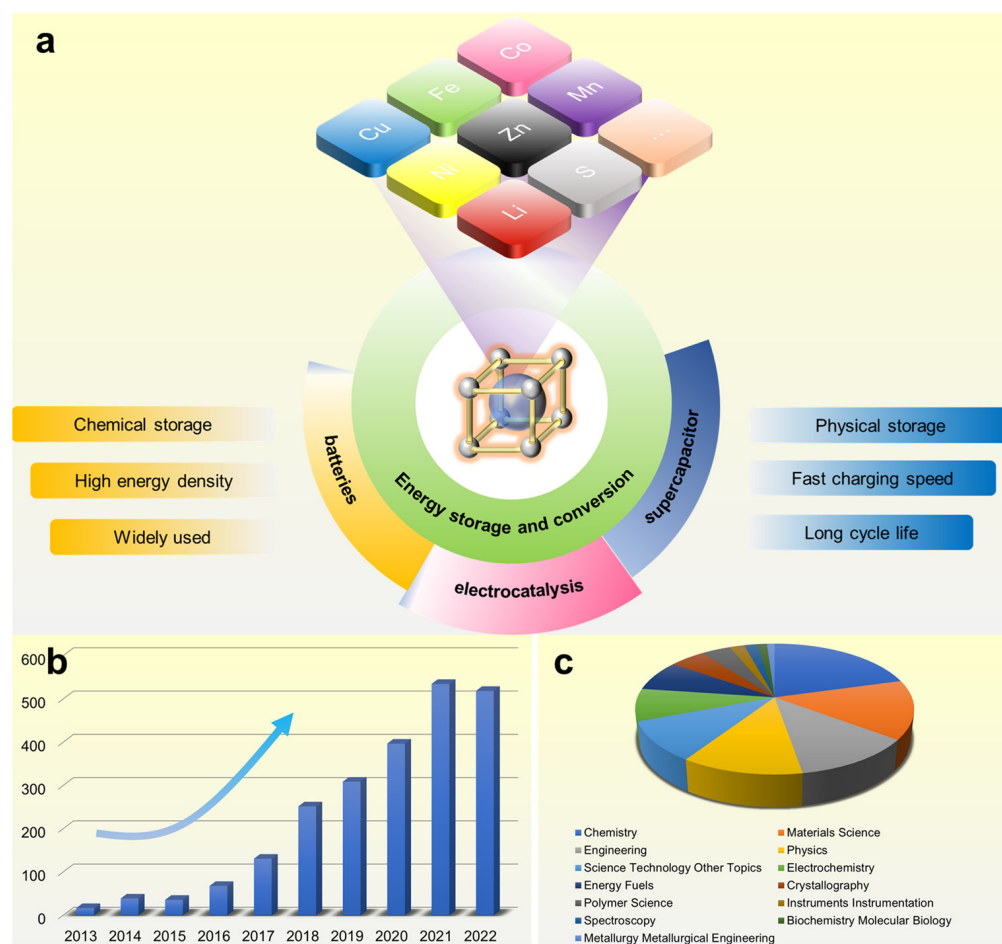 a
Co
Fe
Mn
Cu
Zn
...
Ni
S
Li
Chemical storage
High energy density
Widely used
batteries
Energy storage and conversion
electrocatalysis
supercapacitor
Physical storage
Fast charging speed
Long cycle life
b
600
500
400
300
200
100
0
2013 2014 2015 2016 2017 2018 2019 2020 2021 2022
c
Chemistry Materials Science
Engineering Physics
Science Technology Other Topics Electrochemistry
Energy Fuels Crystallography
Polymer Science Instruments Instrumentation
Spectroscopy Biochemistry Molecular Biology
Metallurgy Metallurgical Engineering